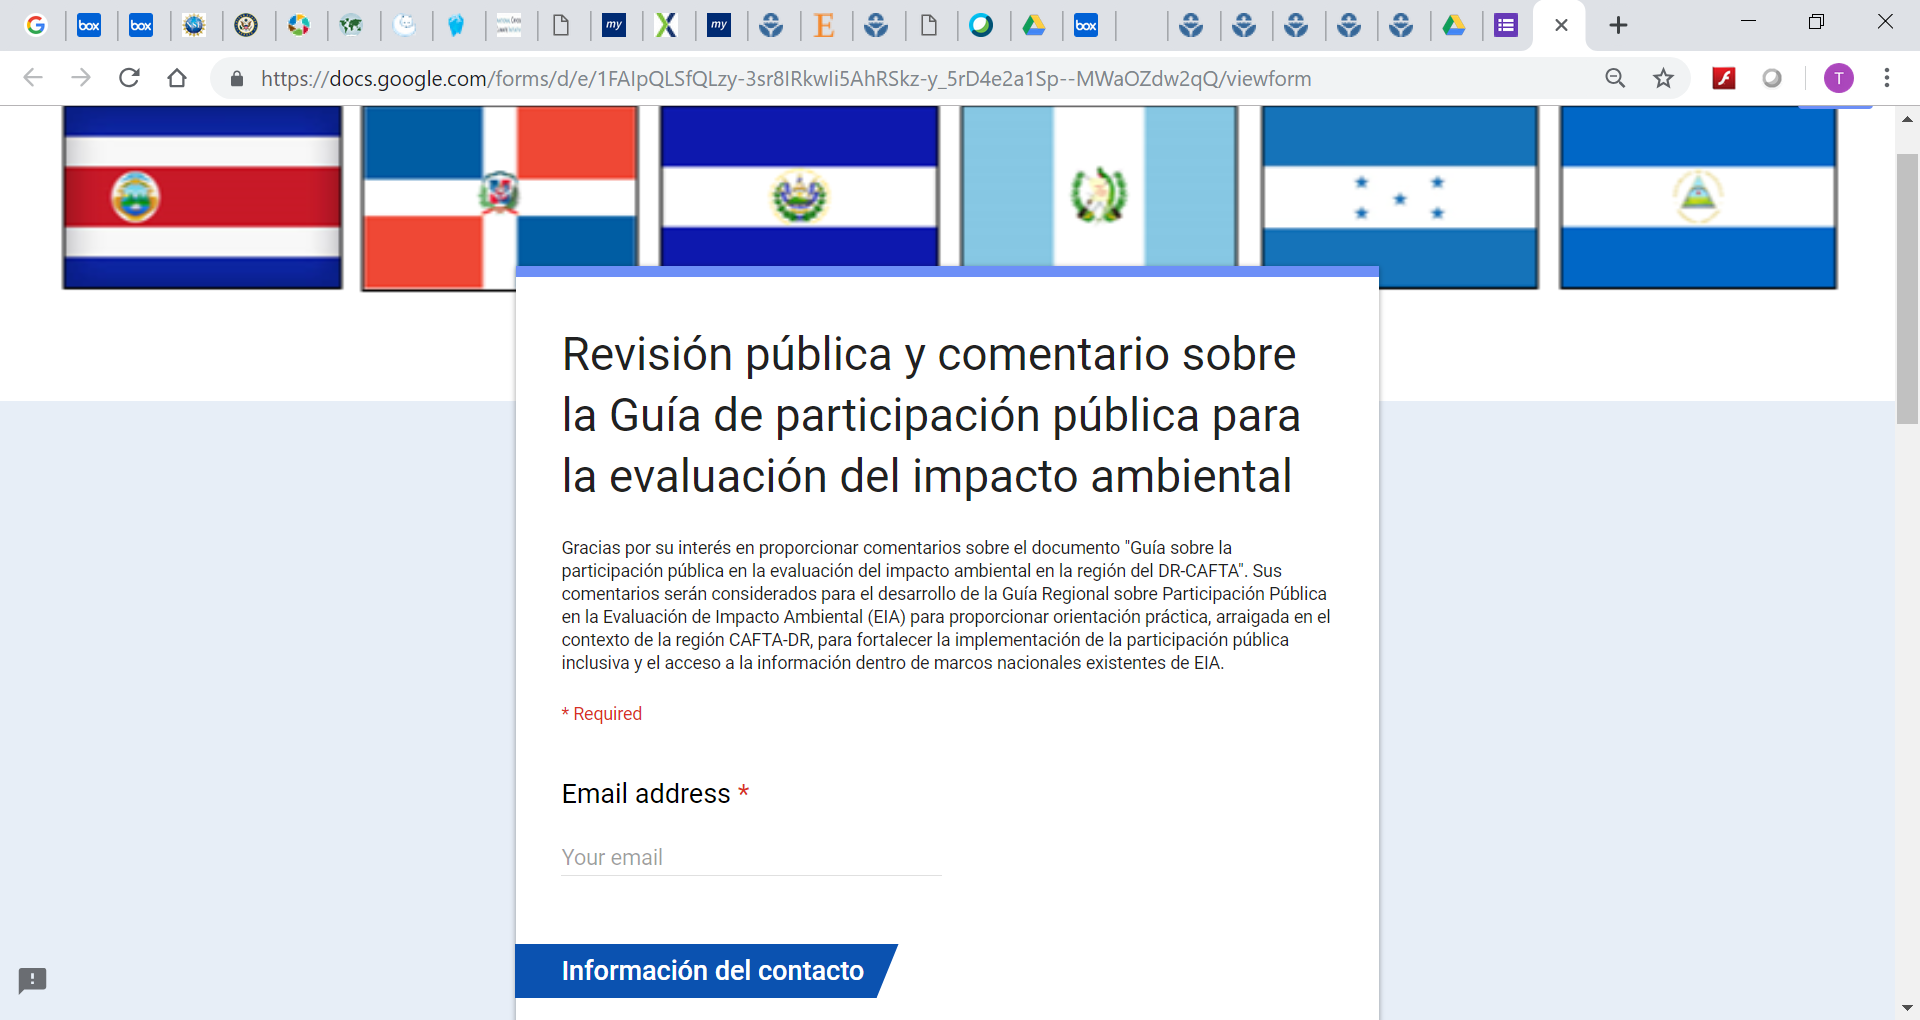 box
box
my
my
E
box
https://docs.google.com/forms/d/e/1FAIpQLSfQLzy-3sr8IRkwIi5AhRSkz-y_5rD4e2a1Sp--MWaOZdw2qQ/viewform
T
Revisión pública y comentario sobre
la Guía de participación pública para
la evaluación del impacto ambiental
Gracias por su interés en proporcionar comentarios sobre el documento "Guía sobre la
participación pública en la evaluación del impacto ambiental en la región del DR-CAFTA". Sus
comentarios serán considerados para el desarrollo de la Guía Regional sobre Participación Pública
en la Evaluación de Impacto Ambiental (EIA) para proporcionar orientación práctica, arraigada en el
contexto de la región CAFTA-DR, para fortalecer la implementación de la participación pública
inclusiva y el acceso a la información dentro de marcos nacionales existentes de EIA.
* Required
Email address *
Your email
Información del contacto